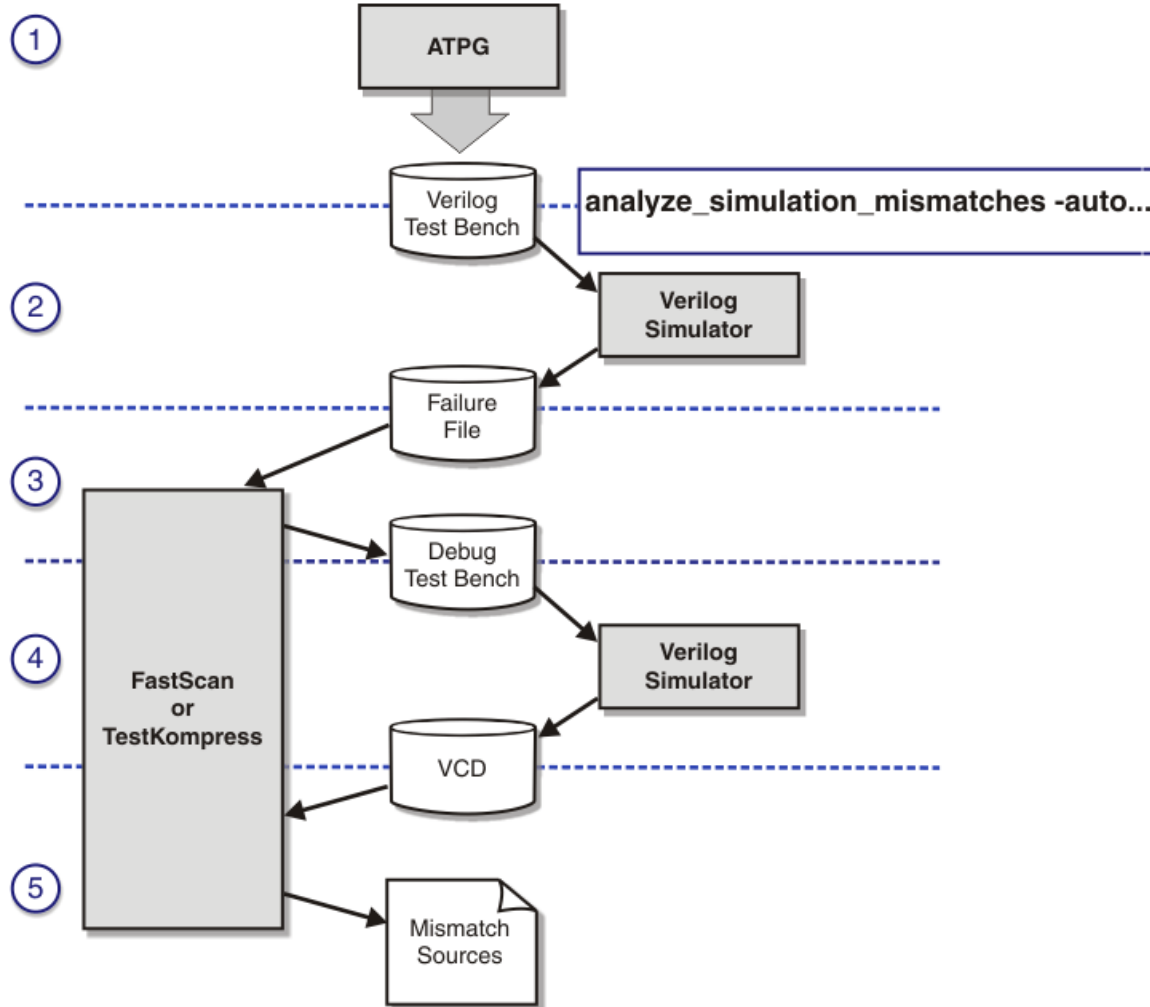 1
ATPG
Verilog
Test Bench
analyze_simulation_mismatches -auto...
2
Verilog
Simulator
Failure
File
3
Debug
Test Bench
4
Verilog
Simulator
FastScan
or
TestKompress
VCD
5
Mismatch
Sources